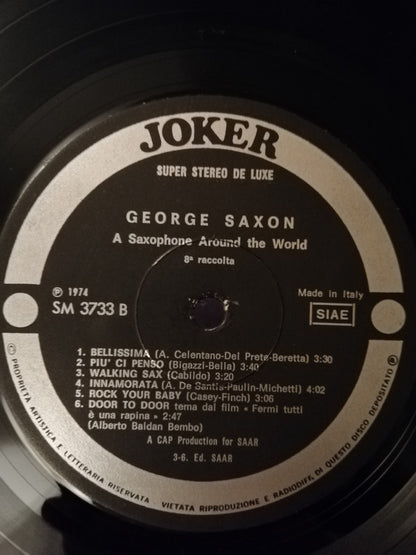 JOKER
SUPER STEREO DE LUXE
GEORGE SAXON
A Saxophone Around the World
8ª raccolta
Ⓟ 1974
SM 3733 B
Made in Italy
SIAE
1. BELLISSIMA (A. Celentano-Del Prete-Beretta) 3:30
2. PIU' CI PENSO (Bigazzi-Bella) 3:40
3. WALKING SAX (Cabildo) 3:20
4. INNAMORATA (A. De Santis-Paulin-Michetti) 4:02
5. ROCK YOUR BABY (Casey-Finch) 3:06
6. DOOR TO DOOR tema dal film « Fermi tutti
è una rapina » 2:47
(Alberto Baldan Bembo)
A CAP Production for SAAR
3-6. Ed. SAAR
© PROPRIETA ARTISTICA E LETTERARIA RISERVATA - VIETATA RIPRODUZIONE E RADIODIFF. DI QUESTO DISCO DEPOSITATO Ⓟ